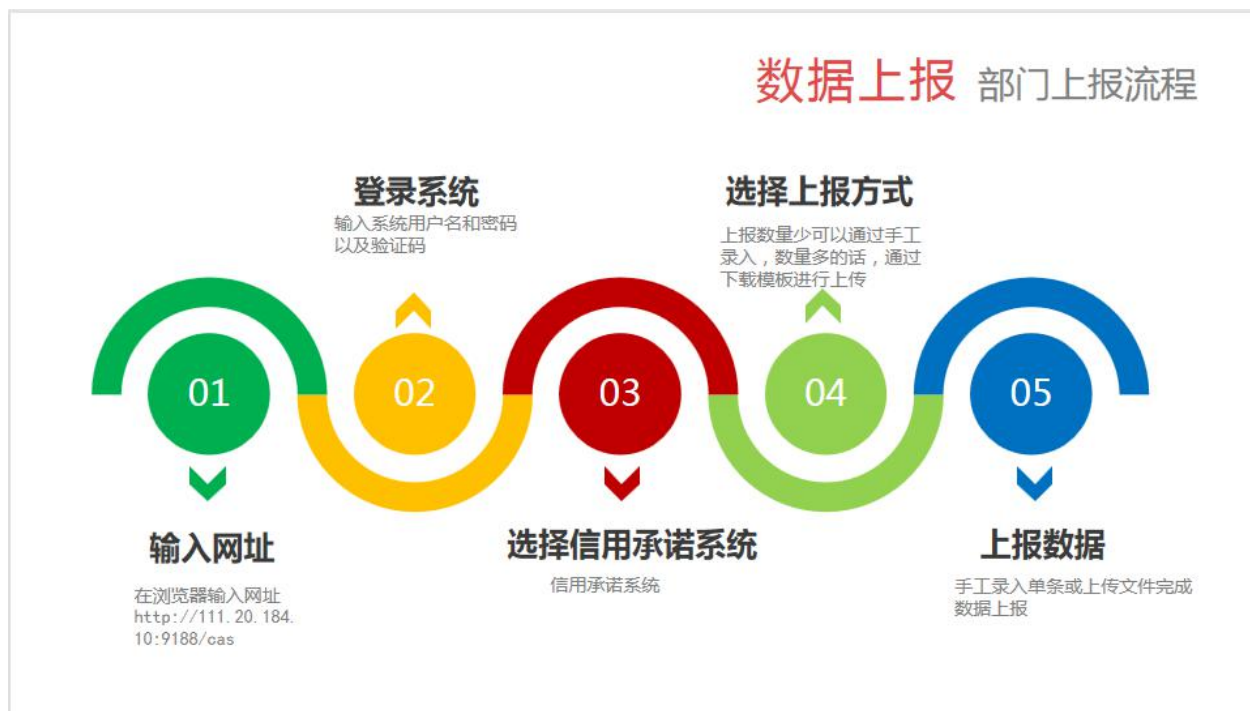 数据上报 部门上报流程
登录系统
输入系统用户名和密码
以及验证码
选择上报方式
上报数量少可以通过手工
录入，数量多的话，通过
下载模板进行上传
01
02
03
04
05
输入网址
在浏览器输入网址
http://111.20.184.
10:9188/cas
选择信用承诺系统
信用承诺系统
上报数据
手工录入单条或上传文件完成
数据上报